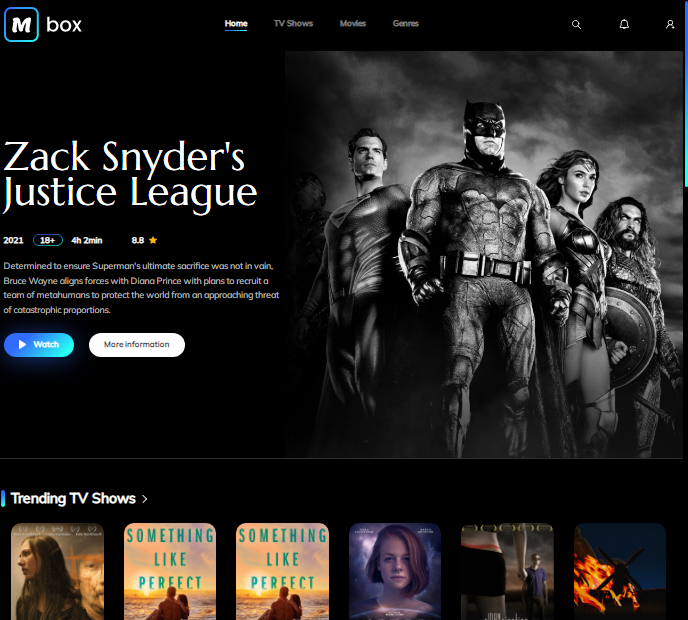 M box
Home TV Shows Movies Genres
Zack Snyder's
Justice League
2021 18+ 4h 2min 8.8
Determined to ensure Superman's ultimate sacrifice was not in vain,
Bruce Wayne aligns forces with Diana Prince with plans to recruit a
team of metahumans to protect the world from an approaching threat
of catastrophic proportions.
Watch More information
Trending TV Shows
SOMETHING
LIKE
PERFECT
SOMETHING
LIKE
PERFECT